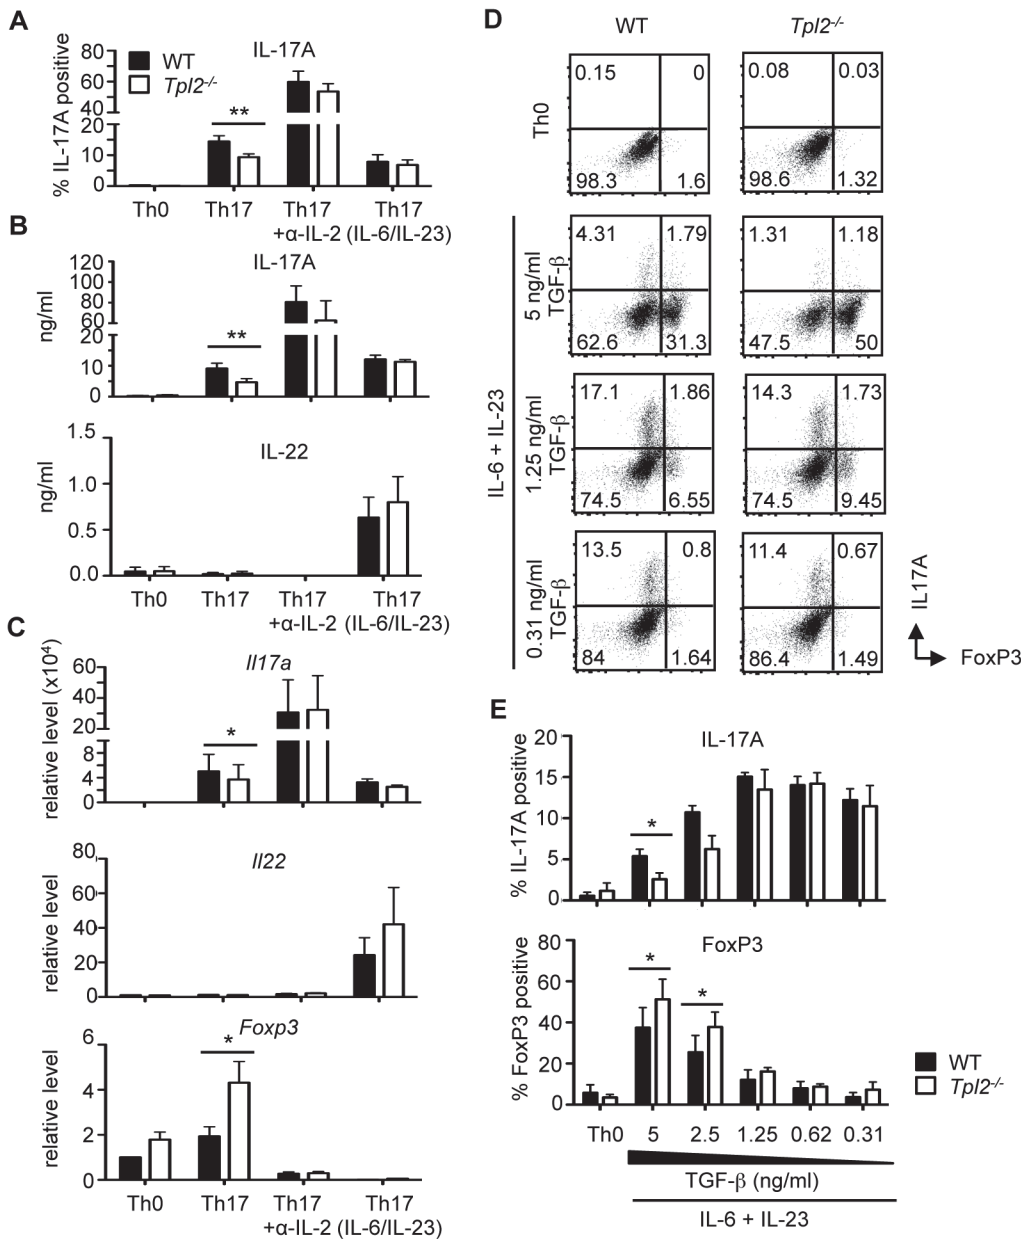 A
IL-17A
WT
Tpl2-/-
% IL-17A positive
80
60
40
20
10
0
**
Th0
Th17
Th17
+α-IL-2
Th17
(IL-6/IL-23)
B
IL-17A
ng/ml
120
100
80
60
20
10
0
**
IL-22
ng/ml
1.5
1.0
0.5
0.0
Th0
Th17
Th17
+α-IL-2
Th17
(IL-6/IL-23)
C
Il17a
relative level (x10⁴)
60
40
20
8
6
4
2
0
*
Il22
relative level
80
60
40
20
0
Foxp3
relative level
6
4
2
0
*
Th0
Th17
Th17
+α-IL-2
Th17
(IL-6/IL-23)
D
WT
Tpl2-/-
Th0
0.15
0
98.3
1.6
0.08
0.03
98.6
1.32
IL-6 + IL-23
5 ng/ml
TGF-β
4.31
1.79
62.6
31.3
1.31
1.18
47.5
50
1.25 ng/ml
TGF-β
17.1
1.86
74.5
6.55
14.3
1.73
74.5
9.45
0.31 ng/ml
TGF-β
13.5
0.8
84
1.64
11.4
0.67
86.4
1.49
IL17A
FoxP3
E
IL-17A
% IL-17A positive
20
15
10
5
0
*
FoxP3
% FoxP3 positive
80
60
40
20
0
*
*
WT
Tpl2-/-
Th0
5
2.5
1.25
0.62
0.31
TGF-β (ng/ml)
IL-6 + IL-23